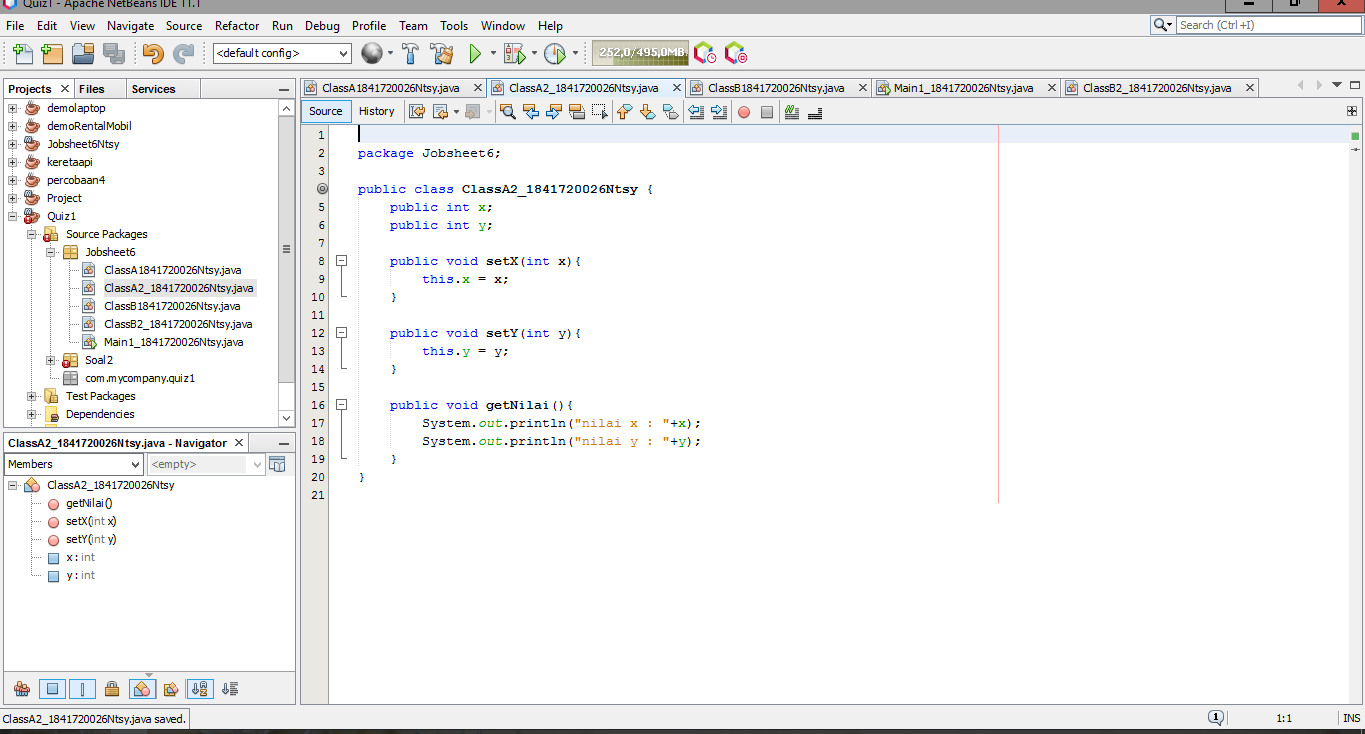 Quiz1 - Apache NetBeans IDE 11.1
File Edit View Navigate Source Refactor Run Debug Profile Team Tools Window Help
Search (Ctrl+I)
<default config>
252,0/495,0MB
Projects Files Services
ClassA1841720026Ntsy.java ClassA2_1841720026Ntsy.java ClassB1841720026Ntsy.java Main1_1841720026Ntsy.java ClassB2_1841720026Ntsy.java
Source History
demolaptop
demoRentalMobil
Jobsheet6Ntsy
keretaapi
percobaan4
Project
Quiz1
Source Packages
Jobsheet6
ClassA1841720026Ntsy.java
ClassA2_1841720026Ntsy.java
ClassB1841720026Ntsy.java
ClassB2_1841720026Ntsy.java
Main1_1841720026Ntsy.java
Soal2
com.mycompany.quiz1
Test Packages
Dependencies
ClassA2_1841720026Ntsy.java - Navigator
Members <empty>
ClassA2_1841720026Ntsy
getNilai()
setX(int x)
setY(int y)
x : int
y : int
1
2 package Jobsheet6;
3
public class ClassA2_1841720026Ntsy {
5 public int x;
6 public int y;
7
8 public void setX(int x){
9 this.x = x;
10 }
11
12 public void setY(int y){
13 this.y = y;
14 }
15
16 public void getNilai(){
17 System.out.println("nilai x : "+x);
18 System.out.println("nilai y : "+y);
19 }
20 }
21
ClassA2_1841720026Ntsy.java saved.
1 1:1 INS